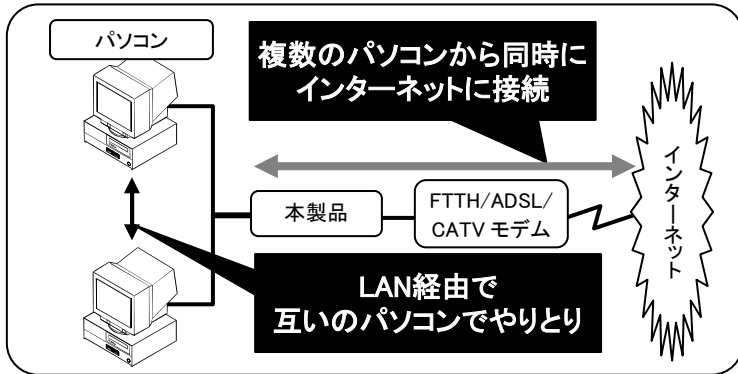 パソコン
複数のパソコンから同時に
インターネットに接続
インターネット
本製品
FTTH/ADSL/
CATV モデム
LAN経由で
互いのパソコンでやりとり